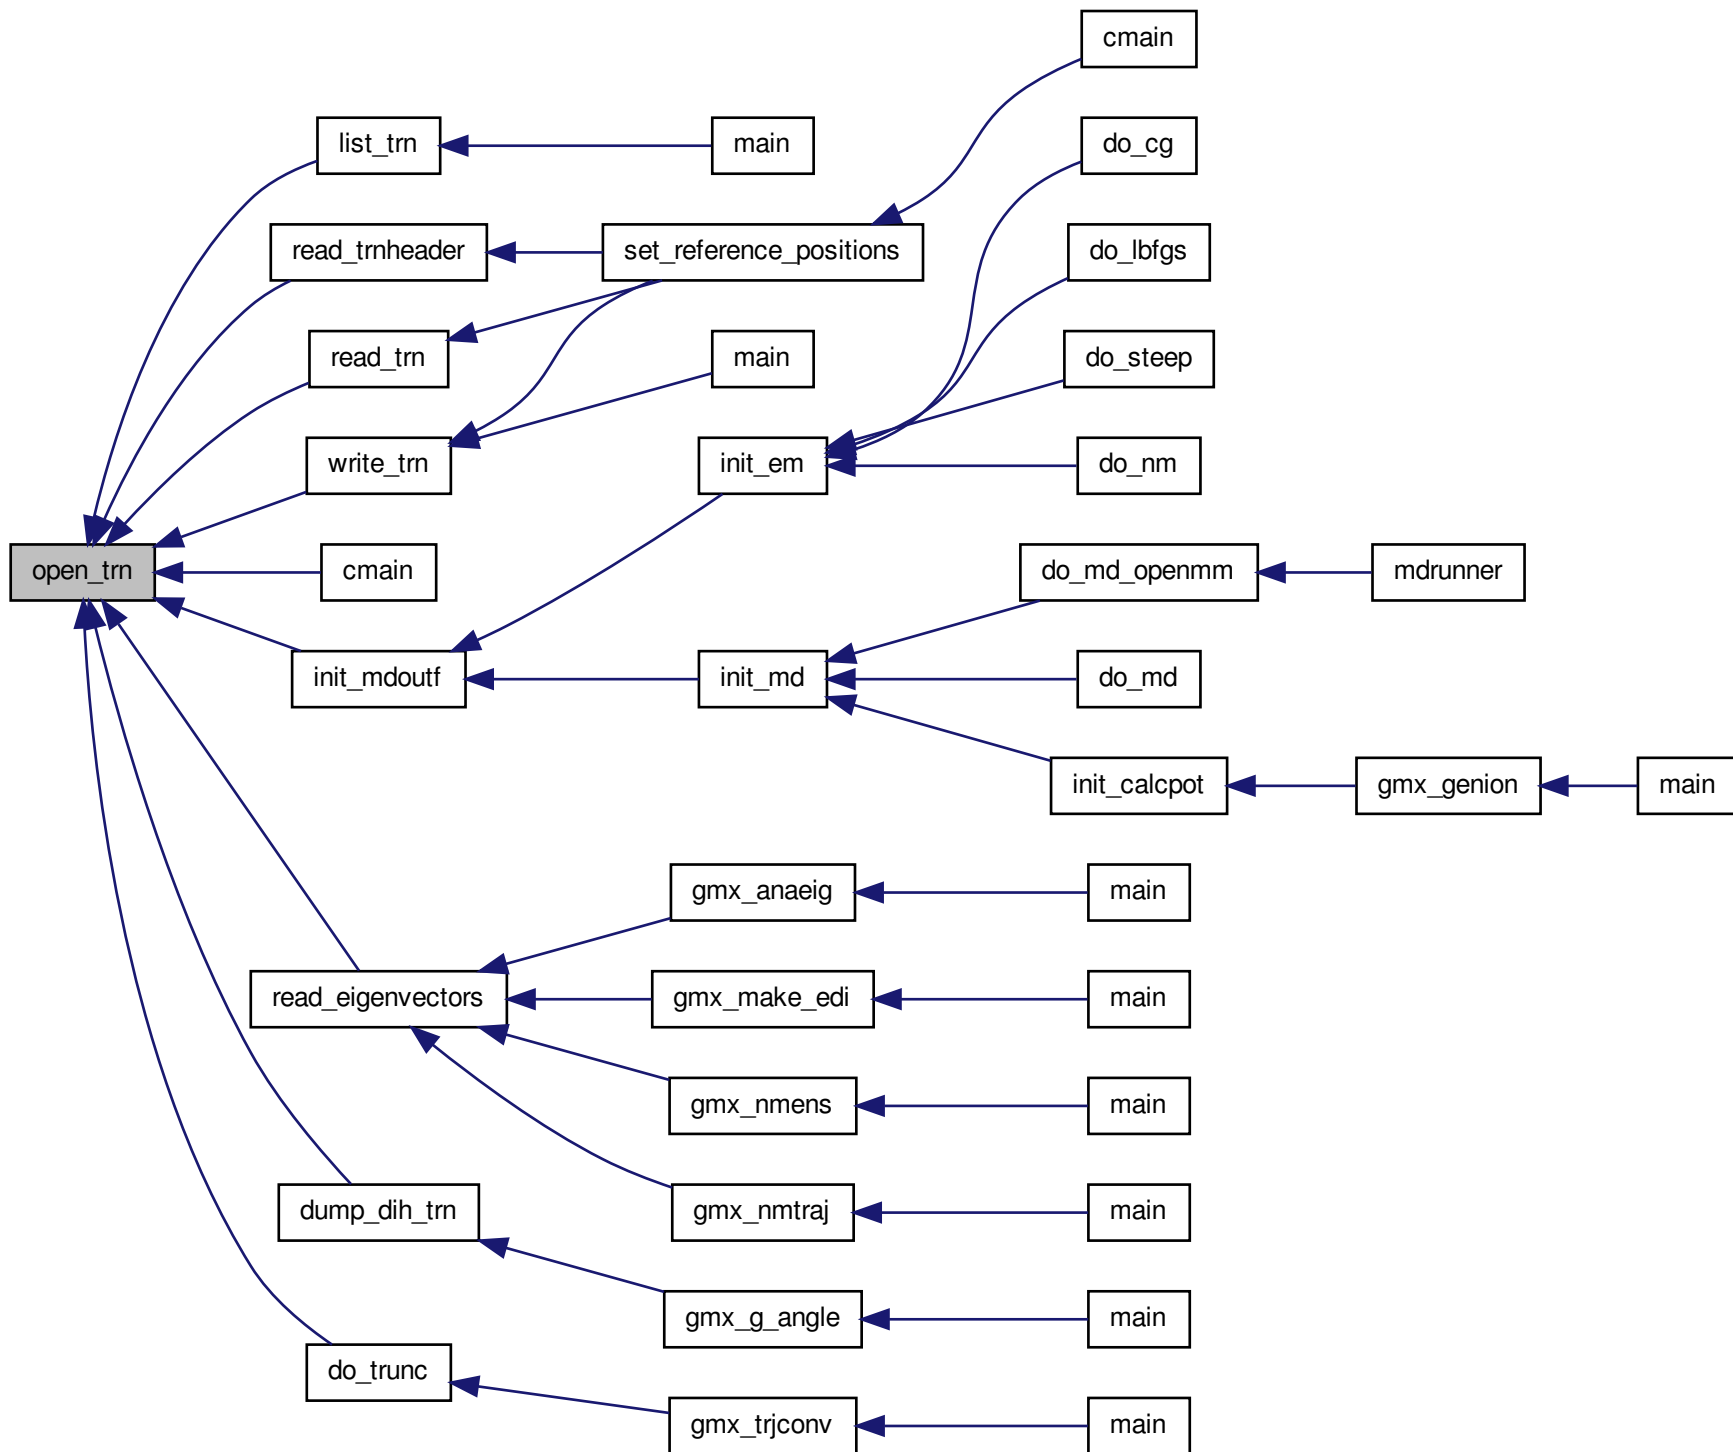 cmain
list_trn
main
do_cg
read_trnheader
set_reference_positions
do_lbfgs
read_trn
main
do_steep
write_trn
init_em
do_nm
open_trn
cmain
do_md_openmm
mdrunner
init_mdoutf
init_md
do_md
init_calcpot
gmx_genion
main
gmx_anaeig
main
read_eigenvectors
gmx_make_edi
main
gmx_nmens
main
dump_dih_trn
gmx_nmtraj
main
gmx_g_angle
main
do_trunc
gmx_trjconv
main